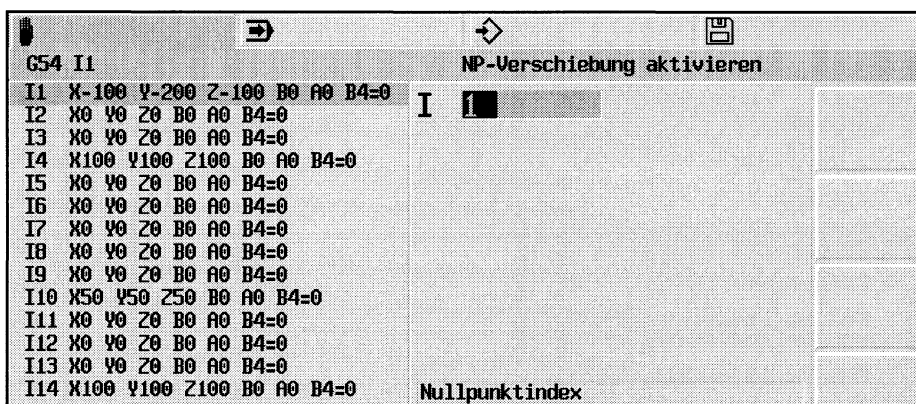 G54 I1
NP-Verschiebung aktivieren
I1 X-100 Y-200 Z-100 B0 A0 B4=0
I2 X0 Y0 Z0 B0 A0 B4=0
I3 X0 Y0 Z0 B0 A0 B4=0
I4 X100 Y100 Z100 B0 A0 B4=0
I5 X0 Y0 Z0 B0 A0 B4=0
I6 X0 Y0 Z0 B0 A0 B4=0
I7 X0 Y0 Z0 B0 A0 B4=0
I8 X0 Y0 Z0 B0 A0 B4=0
I9 X0 Y0 Z0 B0 A0 B4=0
I10 X50 Y50 Z50 B0 A0 B4=0
I11 X0 Y0 Z0 B0 A0 B4=0
I12 X0 Y0 Z0 B0 A0 B4=0
I13 X0 Y0 Z0 B0 A0 B4=0
I14 X100 Y100 Z100 B0 A0 B4=0
I 1
Nullpunktindex